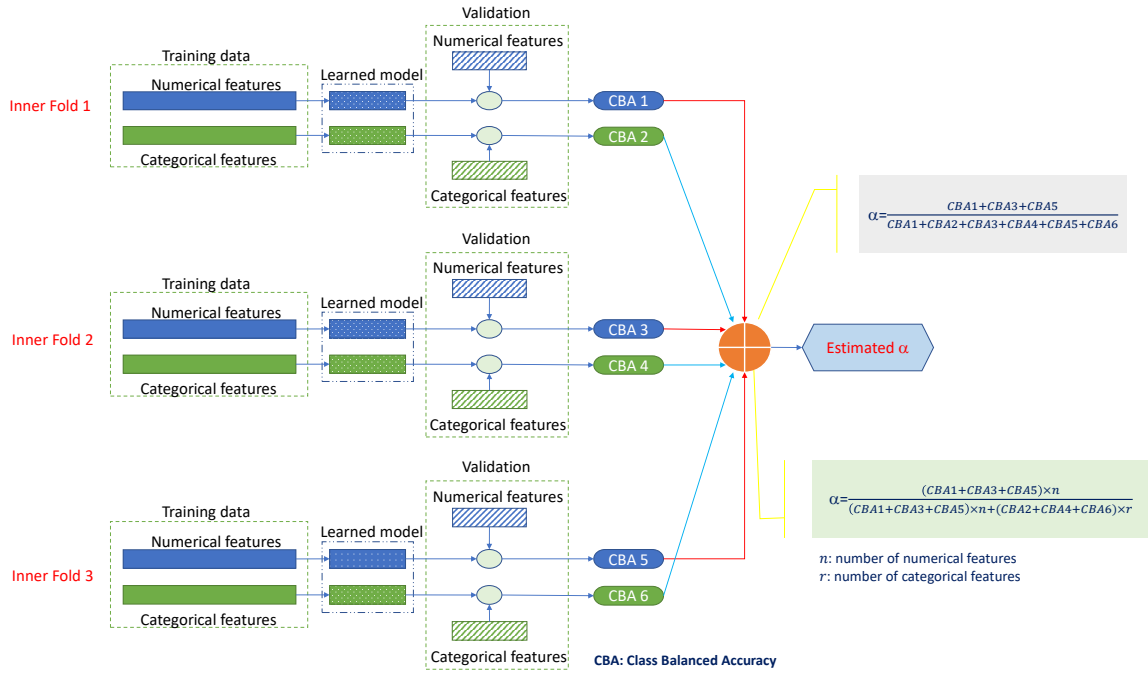 Validation
Numerical features
Training data
Numerical features
Learned model
Inner Fold 1
CBA 1
CBA 2
Categorical features
Categorical features
α=(CBA1+CBA3+CBA5)/(CBA1+CBA2+CBA3+CBA4+CBA5+CBA6)
Validation
Numerical features
Training data
Numerical features
Learned model
Inner Fold 2
CBA 3
CBA 4
Estimated α
Categorical features
Categorical features
Validation
Numerical features
Training data
Numerical features
Learned model
Inner Fold 3
CBA 5
CBA 6
Categorical features
Categorical features
α=((CBA1+CBA3+CBA5)×n)/((CBA1+CBA3+CBA5)×n+(CBA2+CBA4+CBA6)×r)
n: number of numerical features
r: number of categorical features
CBA: Class Balanced Accuracy